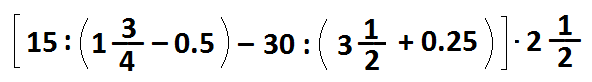 [ 15 : ( 1 3/4 – 0.5 ) – 30 : ( 3 1/2 + 0.25 ) ] · 2 1/2